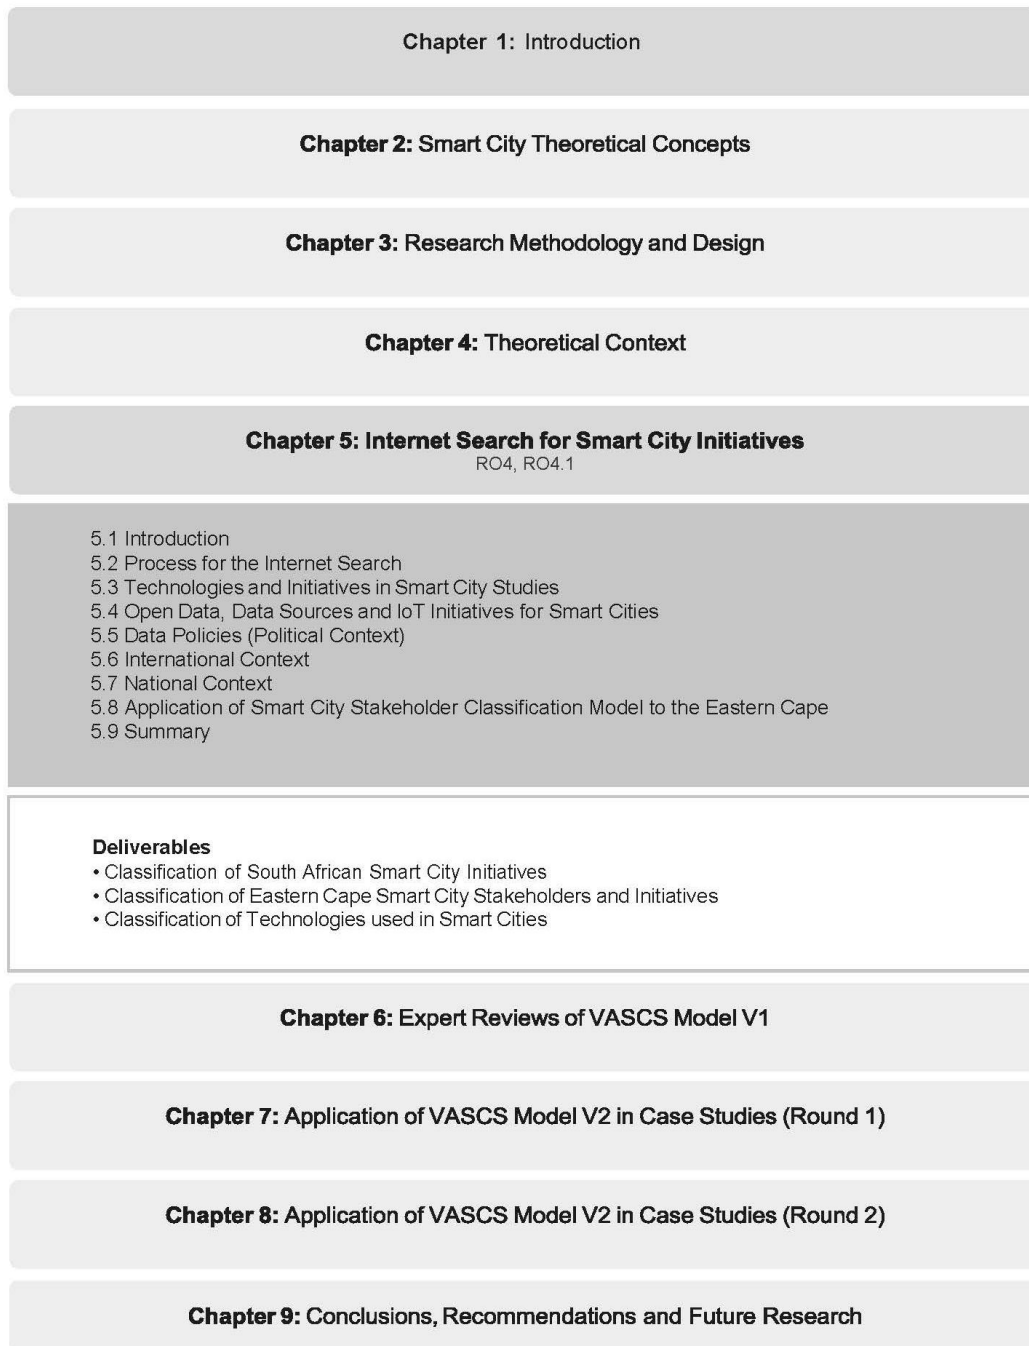 Chapter 1: Introduction
Chapter 2: Smart City Theoretical Concepts
Chapter 3: Research Methodology and Design
Chapter 4: Theoretical Context
Chapter 5: Internet Search for Smart City Initiatives
RO4, RO4.1
5.1 Introduction
5.2 Process for the Internet Search
5.3 Technologies and Initiatives in Smart City Studies
5.4 Open Data, Data Sources and IoT Initiatives for Smart Cities
5.5 Data Policies (Political Context)
5.6 International Context
5.7 National Context
5.8 Application of Smart City Stakeholder Classification Model to the Eastern Cape
5.9 Summary
Deliverables
• Classification of South African Smart City Initiatives
• Classification of Eastern Cape Smart City Stakeholders and Initiatives
• Classification of Technologies used in Smart Cities
Chapter 6: Expert Reviews of VASCS Model V1
Chapter 7: Application of VASCS Model V2 in Case Studies (Round 1)
Chapter 8: Application of VASCS Model V2 in Case Studies (Round 2)
Chapter 9: Conclusions, Recommendations and Future Research